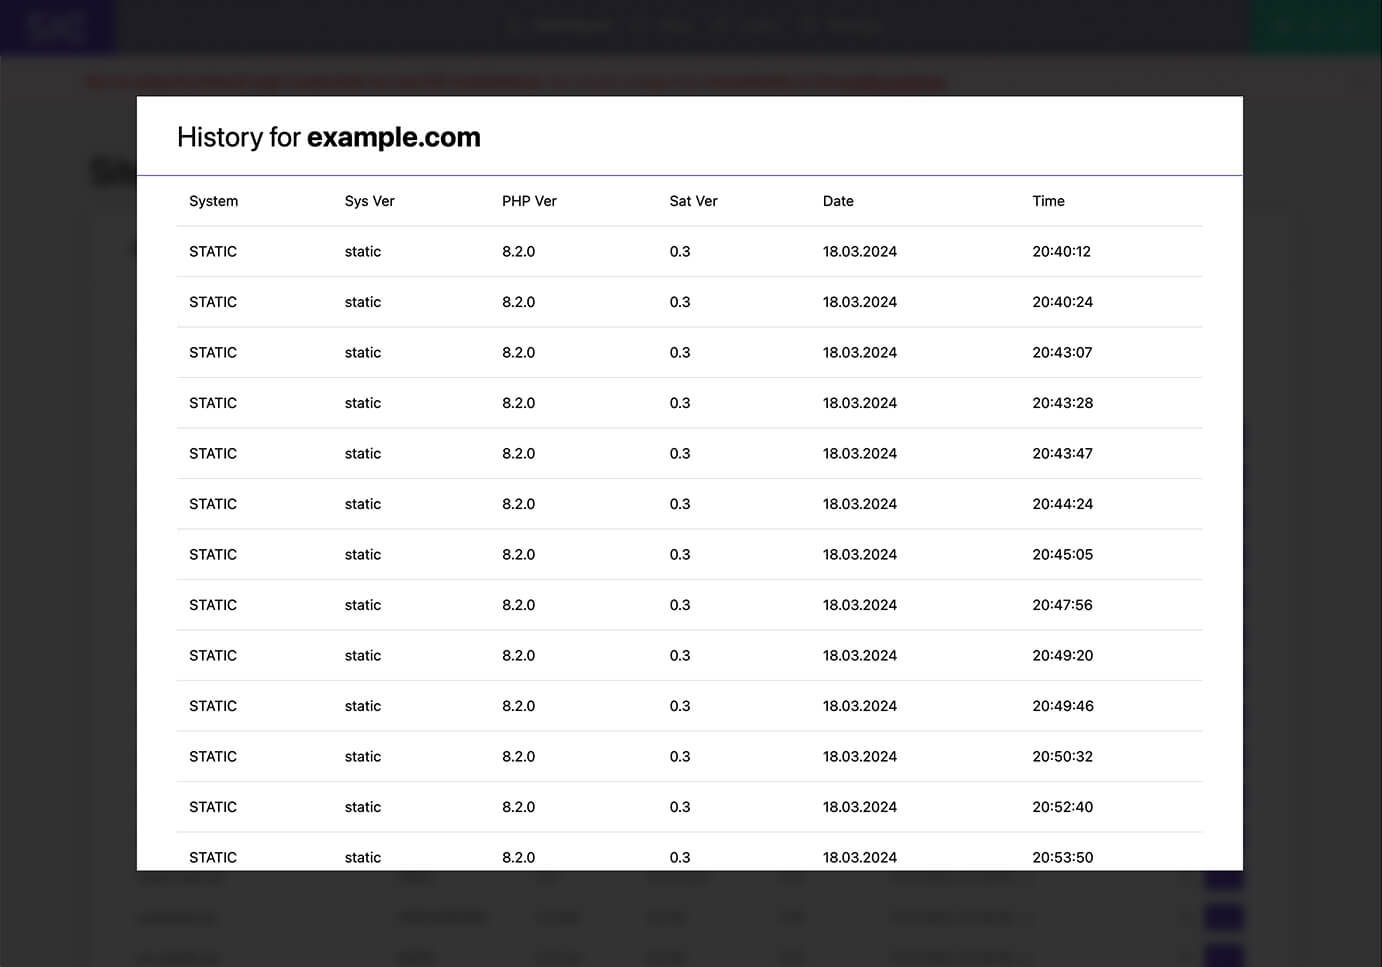 History for example.com
System Sys Ver PHP Ver Sat Ver Date Time
STATIC static 8.2.0 0.3 18.03.2024 20:40:12
STATIC static 8.2.0 0.3 18.03.2024 20:40:24
STATIC static 8.2.0 0.3 18.03.2024 20:43:07
STATIC static 8.2.0 0.3 18.03.2024 20:43:28
STATIC static 8.2.0 0.3 18.03.2024 20:43:47
STATIC static 8.2.0 0.3 18.03.2024 20:44:24
STATIC static 8.2.0 0.3 18.03.2024 20:45:05
STATIC static 8.2.0 0.3 18.03.2024 20:47:56
STATIC static 8.2.0 0.3 18.03.2024 20:49:20
STATIC static 8.2.0 0.3 18.03.2024 20:49:46
STATIC static 8.2.0 0.3 18.03.2024 20:50:32
STATIC static 8.2.0 0.3 18.03.2024 20:52:40
STATIC static 8.2.0 0.3 18.03.2024 20:53:50